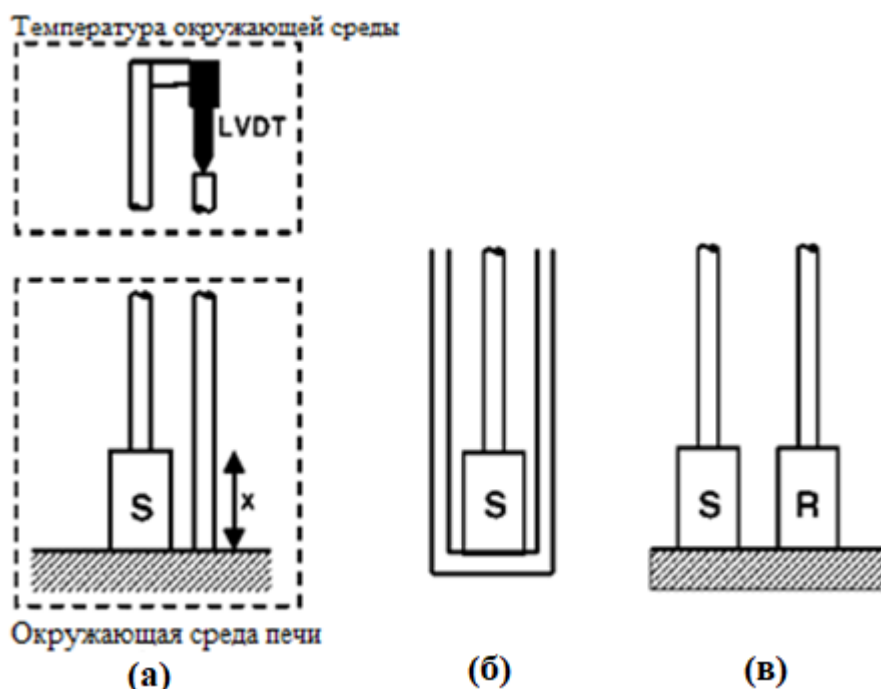 Температура окружающей среды
LVDT
S
x
S
S
R
Окружающая среда печи
(а)
(б)
(в)